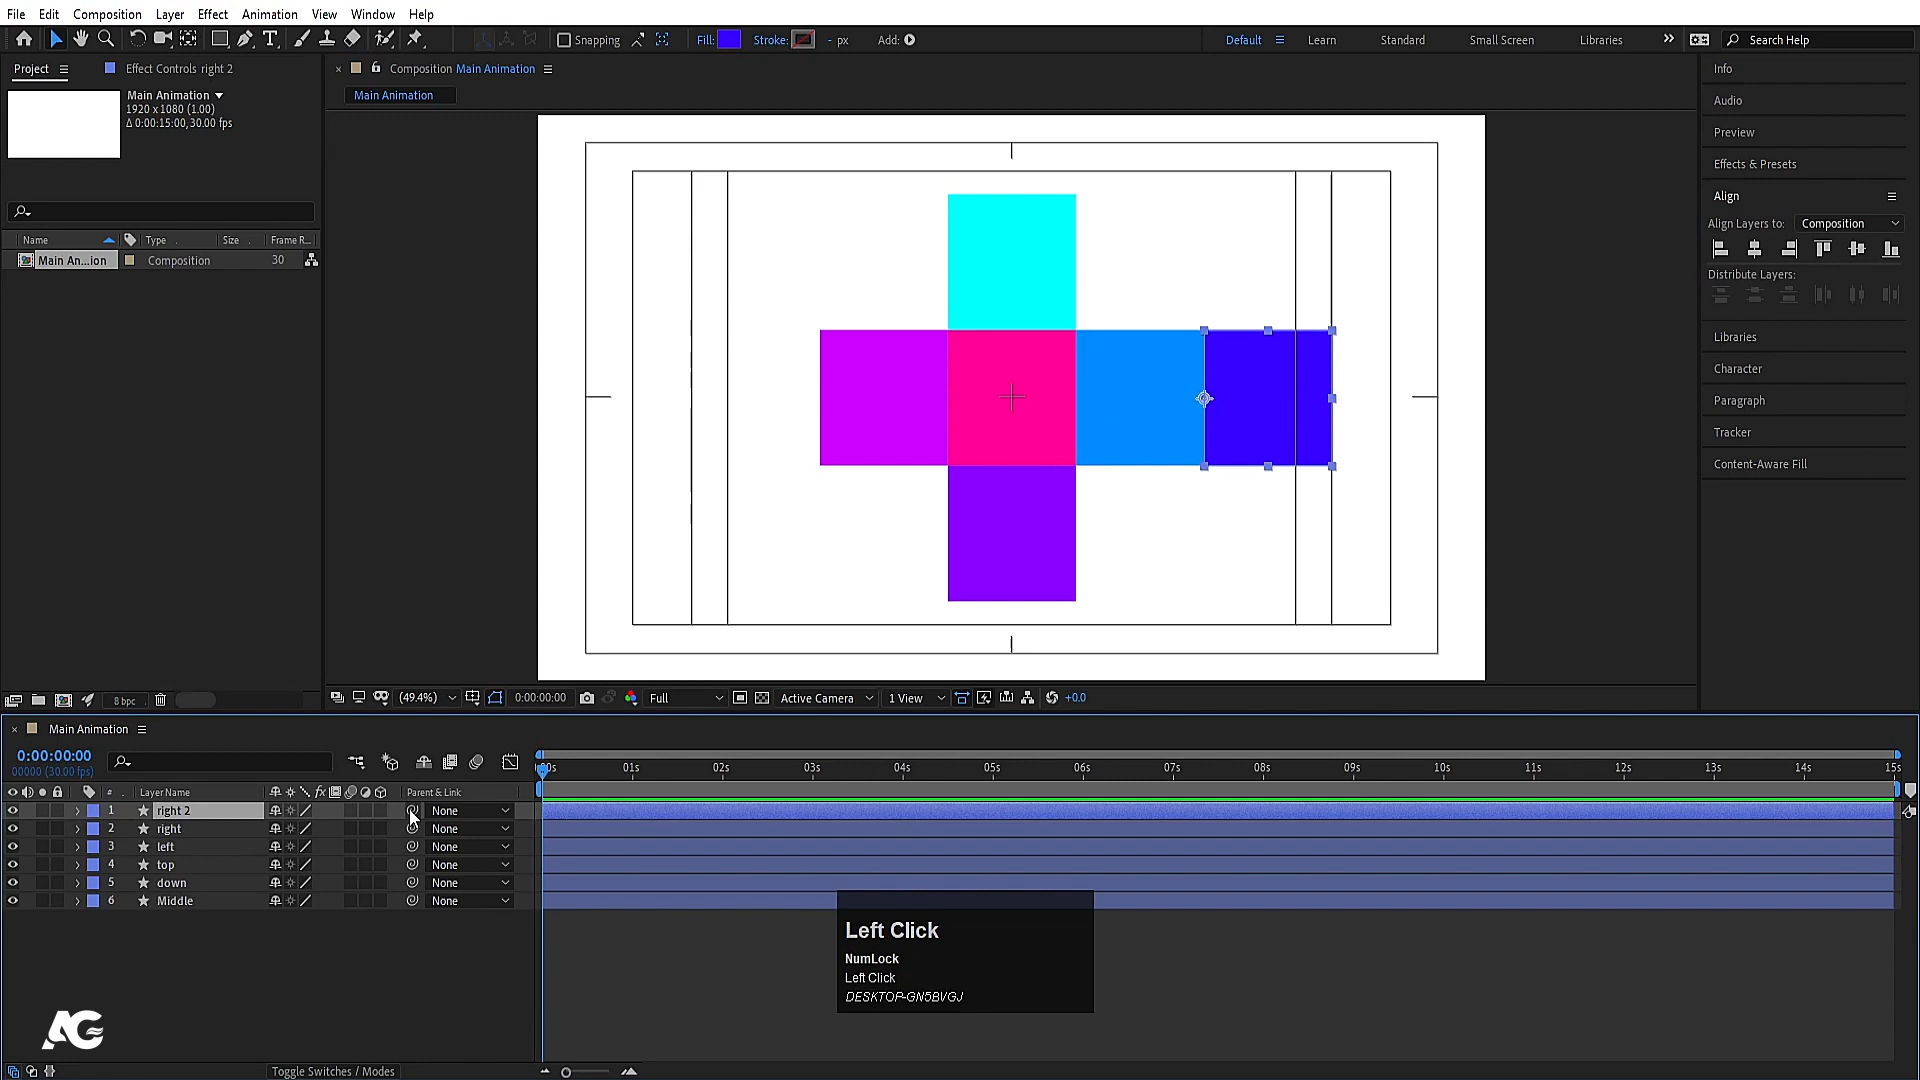 File Edit Composition Layer Effect Animation View Window Help
Snapping Fill: Stroke: - px Add: Default Learn Standard Small Screen Libraries Search Help
Project Effect Controls right 2 Composition Main Animation
Main Animation
Main Animation
1920 x 1080 (1.00)
Δ 0:00:15:00, 30.00 fps
Name Type Size Frame R...
Main An...ion Composition 30
Info
Audio
Preview
Effects & Presets
Align
Align Layers to: Composition
Distribute Layers:
Libraries
Character
Paragraph
Tracker
Content-Aware Fill
8 bpc (49.4%) 0:00:00:00 Full Active Camera 1 View +0.0
Main Animation
0:00:00:00
00000 (30.00 fps)
01s 02s 03s 04s 05s 06s 07s 08s 09s 10s 11s 12s 13s 14s 15s
# Layer Name fx Parent & Link
1 right 2 None
2 right None
3 left None
4 top None
5 down None
6 Middle None
Left Click
NumLock
Left Click
DESKTOP-GN5BVGJ
AG
Toggle Switches / Modes